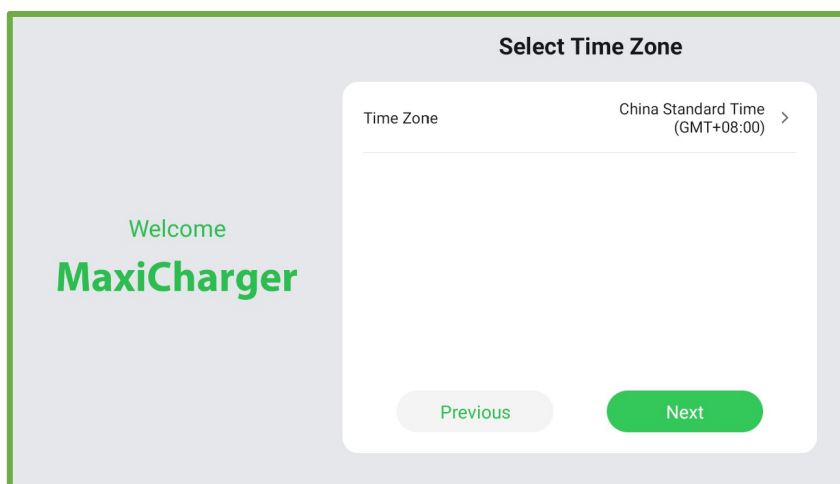 Select Time Zone
Time Zone
China Standard Time
(GMT+08:00)
Welcome
MaxiCharger
Previous
Next